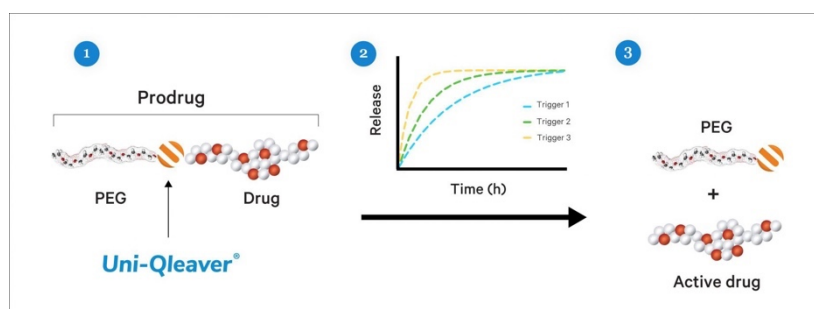 1
Prodrug
PEG
Drug
Uni-Qleaver®
2
Release
Trigger 1
Trigger 2
Trigger 3
Time (h)
3
PEG
+
Active drug